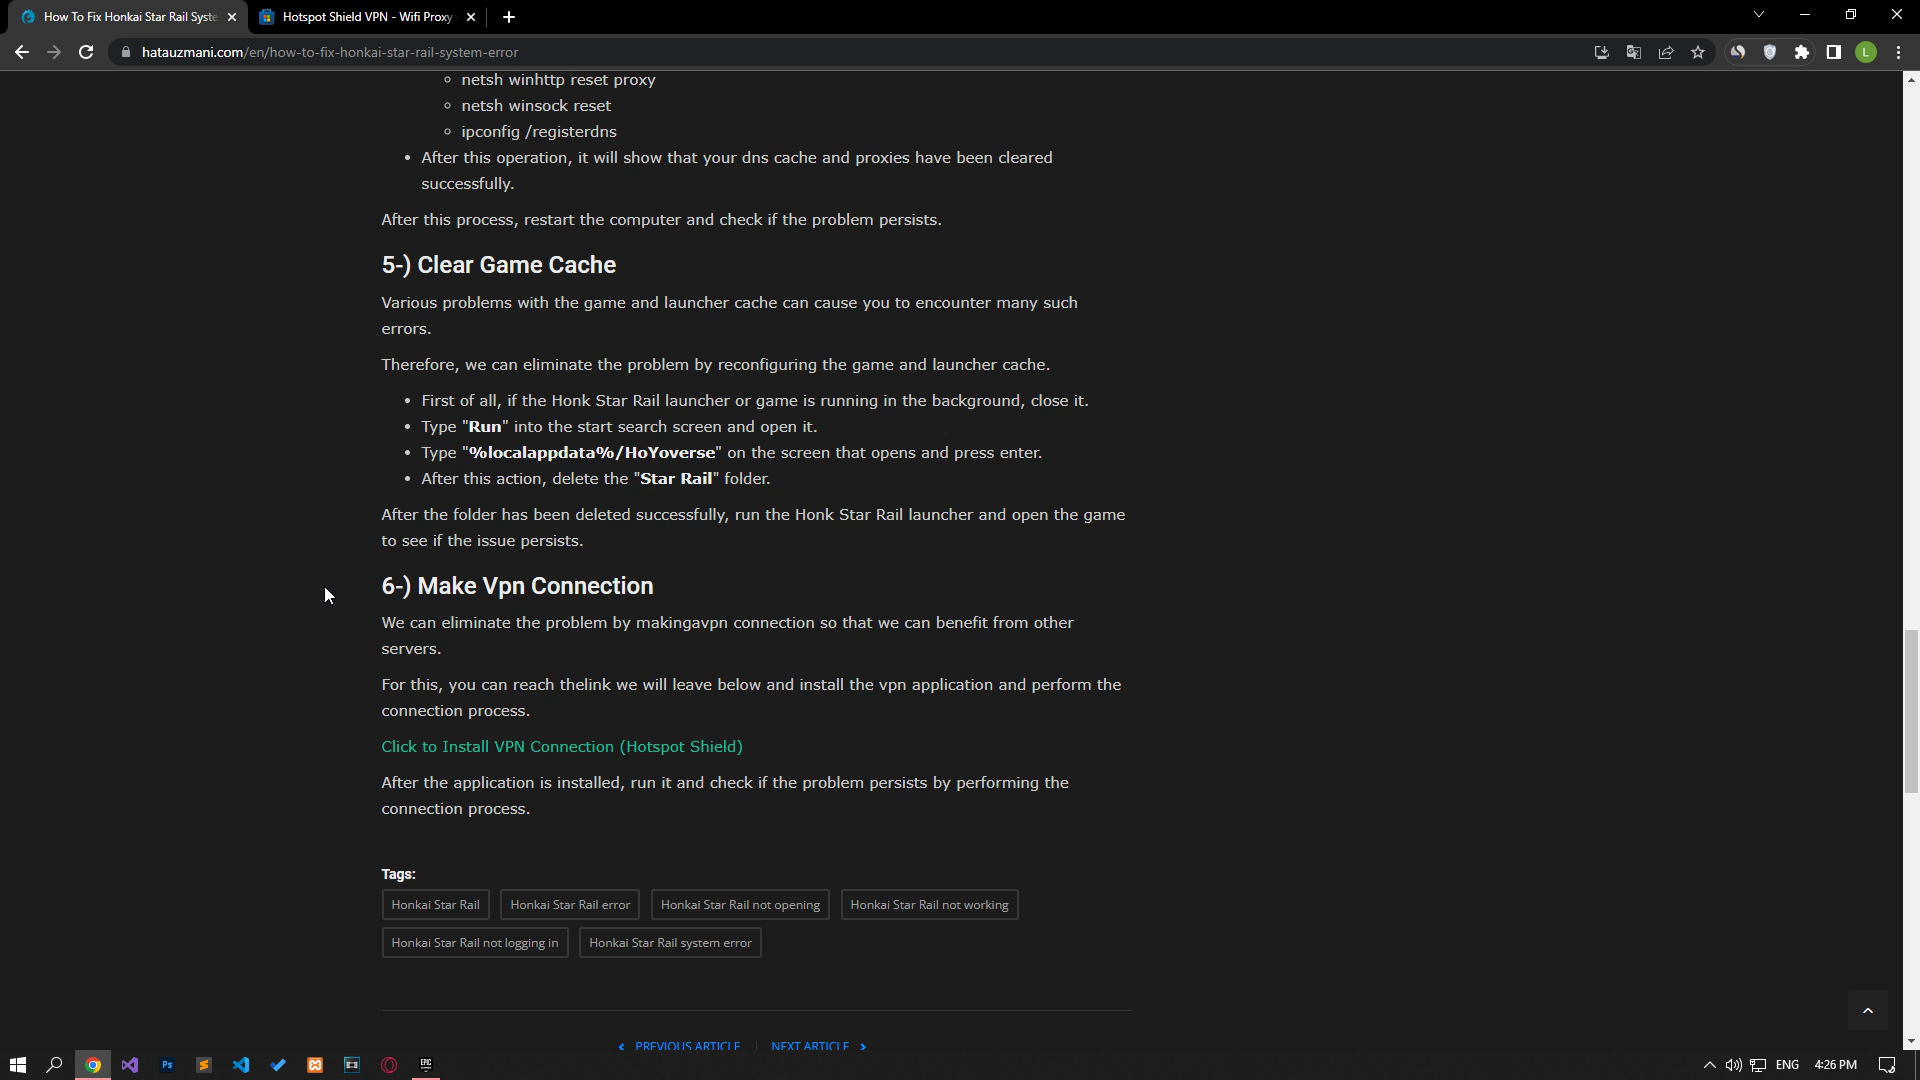 How To Fix Honkai Star Rail Syste
Hotspot Shield VPN - Wifi Proxy
hatauzmani.com/en/how-to-fix-honkai-star-rail-system-error
L
netsh winhttp reset proxy
netsh winsock reset
ipconfig /registerdns
After this operation, it will show that your dns cache and proxies have been cleared
successfully.
After this process, restart the computer and check if the problem persists.
5-) Clear Game Cache
Various problems with the game and launcher cache can cause you to encounter many such
errors.
Therefore, we can eliminate the problem by reconfiguring the game and launcher cache.
First of all, if the Honk Star Rail launcher or game is running in the background, close it.
Type "Run" into the start search screen and open it.
Type "%localappdata%/HoYoverse" on the screen that opens and press enter.
After this action, delete the "Star Rail" folder.
After the folder has been deleted successfully, run the Honk Star Rail launcher and open the game
to see if the issue persists.
6-) Make Vpn Connection
We can eliminate the problem by makingavpn connection so that we can benefit from other
servers.
For this, you can reach thelink we will leave below and install the vpn application and perform the
connection process.
Click to Install VPN Connection (Hotspot Shield)
After the application is installed, run it and check if the problem persists by performing the
connection process.
Tags:
Honkai Star Rail
Honkai Star Rail error
Honkai Star Rail not opening
Honkai Star Rail not working
Honkai Star Rail not logging in
Honkai Star Rail system error
PREVIOUS ARTICLE
NEXT ARTICLE
Ps
EPIC
ENG
4:26 PM